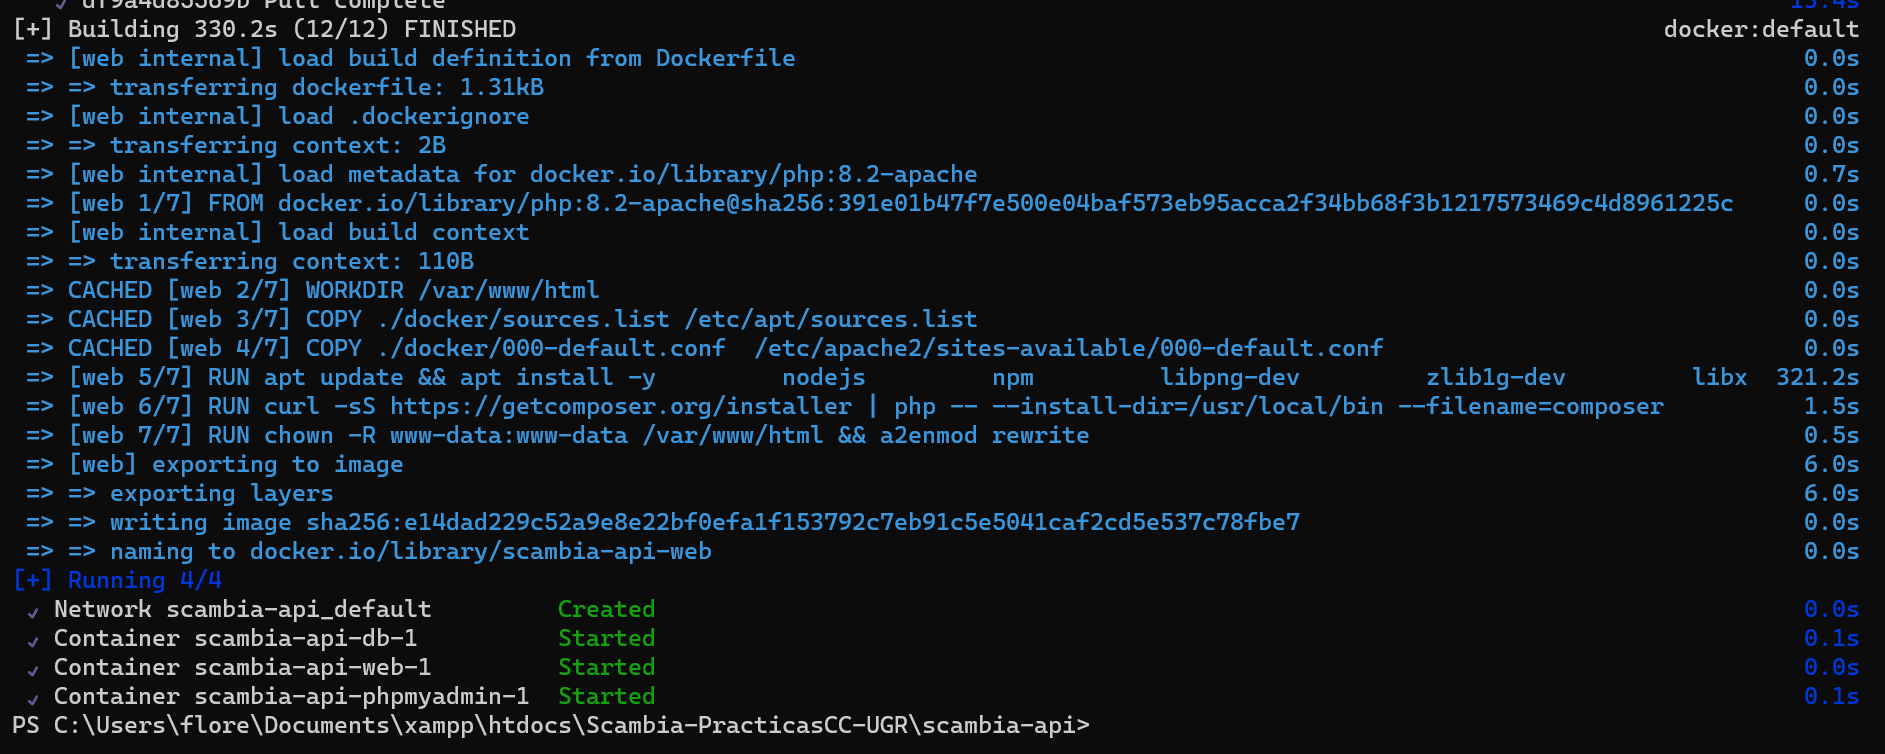 ✓ df9a4d85569b Pull complete 15.4s
[+] Building 330.2s (12/12) FINISHED docker:default
=> [web internal] load build definition from Dockerfile 0.0s
=> => transferring dockerfile: 1.31kB 0.0s
=> [web internal] load .dockerignore 0.0s
=> => transferring context: 2B 0.0s
=> [web internal] load metadata for docker.io/library/php:8.2-apache 0.7s
=> [web 1/7] FROM docker.io/library/php:8.2-apache@sha256:391e01b47f7e500e04baf573eb95acca2f34bb68f3b1217573469c4d8961225c 0.0s
=> [web internal] load build context 0.0s
=> => transferring context: 110B 0.0s
=> CACHED [web 2/7] WORKDIR /var/www/html 0.0s
=> CACHED [web 3/7] COPY ./docker/sources.list /etc/apt/sources.list 0.0s
=> CACHED [web 4/7] COPY ./docker/000-default.conf  /etc/apache2/sites-available/000-default.conf 0.0s
=> [web 5/7] RUN apt update && apt install -y         nodejs         npm         libpng-dev         zlib1g-dev         libx  321.2s
=> [web 6/7] RUN curl -sS https://getcomposer.org/installer | php -- --install-dir=/usr/local/bin --filename=composer 1.5s
=> [web 7/7] RUN chown -R www-data:www-data /var/www/html && a2enmod rewrite 0.5s
=> [web] exporting to image 6.0s
=> => exporting layers 6.0s
=> => writing image sha256:e14dad229c52a9e8e22bf0efa1f153792c7eb91c5e5041caf2cd5e537c78fbe7 0.0s
=> => naming to docker.io/library/scambia-api-web 0.0s
[+] Running 4/4
✓ Network scambia-api_default Created 0.0s
✓ Container scambia-api-db-1 Started 0.1s
✓ Container scambia-api-web-1 Started 0.0s
✓ Container scambia-api-phpmyadmin-1 Started 0.1s
PS C:\Users\flore\Documents\xampp\htdocs\Scambia-PracticasCC-UGR\scambia-api>